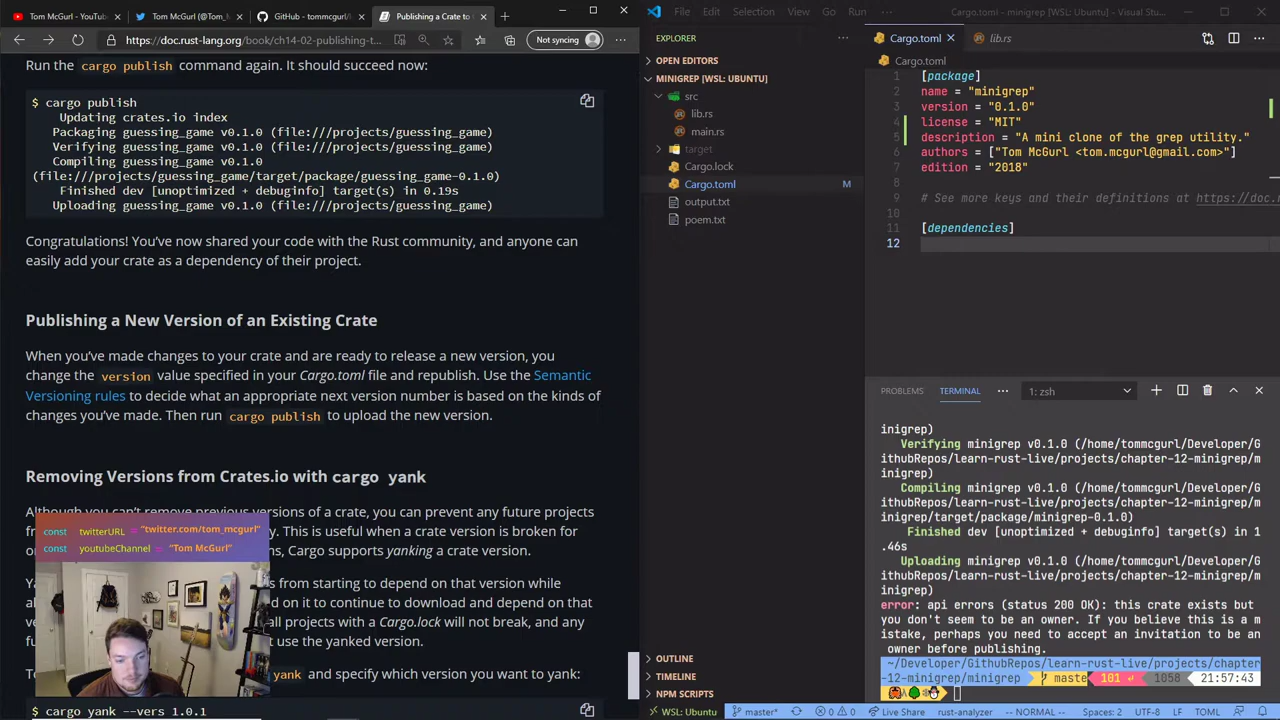 Tom McGurl - YouTube
Tom McGurl (@Tom_
GitHub - tommcgurl/
Publishing a Crate to
https://doc.rust-lang.org/book/ch14-02-publishing-t...
Not syncing
Run the cargo publish command again. It should succeed now:
$ cargo publish
Updating crates.io index
Packaging guessing_game v0.1.0 (file:///projects/guessing_game)
Verifying guessing_game v0.1.0 (file:///projects/guessing_game)
Compiling guessing_game v0.1.0
(file:///projects/guessing_game/target/package/guessing_game-0.1.0)
Finished dev [unoptimized + debuginfo] target(s) in 0.19s
Uploading guessing_game v0.1.0 (file:///projects/guessing_game)
Congratulations! You've now shared your code with the Rust community, and anyone can
easily add your crate as a dependency of their project.
Publishing a New Version of an Existing Crate
When you've made changes to your crate and are ready to release a new version, you
change the version value specified in your Cargo.toml file and republish. Use the Semantic
Versioning rules to decide what an appropriate next version number is based on the kinds of
changes you've made. Then run cargo publish to upload the new version.
Removing Versions from Crates.io with cargo yank
Although you can't remove previous versions of a crate, you can prevent any future projects
This is useful when a crate version is broken for
Cargo supports yanking a crate version.
s from starting to depend on that version while
d on it to continue to download and depend on that
all projects with a Cargo.lock will not break, and any
t use the yanked version.
yank and specify which version you want to yank:
$ cargo yank --vers 1.0.1
const twitterURL = "twitter.com/tom_mcgurl"
const youtubeChannel = "Tom McGurl"
File Edit Selection View Go Run
Cargo.toml - minigrep [WSL: Ubuntu] - Visual Stu...
EXPLORER
OPEN EDITORS
MINIGREP [WSL: UBUNTU]
src
lib.rs
main.rs
target
Cargo.lock
Cargo.toml M
output.txt
poem.txt
OUTLINE
TIMELINE
NPM SCRIPTS
Cargo.toml
lib.rs
Cargo.toml
1 [package]
2 name = "minigrep"
3 version = "0.1.0"
4 license = "MIT"
5 description = "A mini clone of the grep utility."
6 authors = ["Tom McGurl <tom.mcgurl@gmail.com>"]
7 edition = "2018"
8
9 # See more keys and their definitions at https://doc.r
10
11 [dependencies]
12
PROBLEMS TERMINAL ... 1: zsh
inigrep)
Verifying minigrep v0.1.0 (/home/tommcgurl/Developer/G
ithubRepos/learn-rust-live/projects/chapter-12-minigrep/m
inigrep)
Compiling minigrep v0.1.0 (/home/tommcgurl/Developer/G
ithubRepos/learn-rust-live/projects/chapter-12-minigrep/m
inigrep/target/package/minigrep-0.1.0)
Finished dev [unoptimized + debuginfo] target(s) in 1
.46s
Uploading minigrep v0.1.0 (/home/tommcgurl/Developer/G
ithubRepos/learn-rust-live/projects/chapter-12-minigrep/m
inigrep)
error: api errors (status 200 OK): this crate exists but
you don't seem to be an owner. If you believe this is a m
istake, perhaps you need to accept an invitation to be an
owner before publishing.
~/Developer/GithubRepos/learn-rust-live/projects/chapter
-12-minigrep/minigrep maste 101 1058 21:57:43
WSL: Ubuntu master* 0 0 Live Share rust-analyzer -- NORMAL -- Spaces: 2 UTF-8 LF TOML